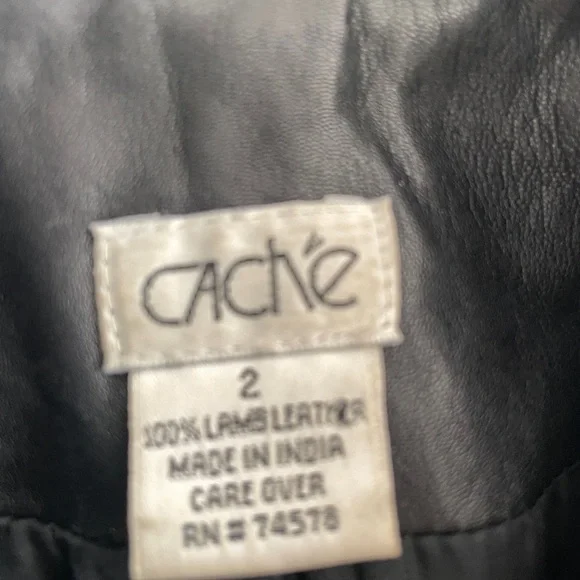 CAché
2
100% LAMB LEATHER
MADE IN INDIA
CARE OVER
RN# 74578